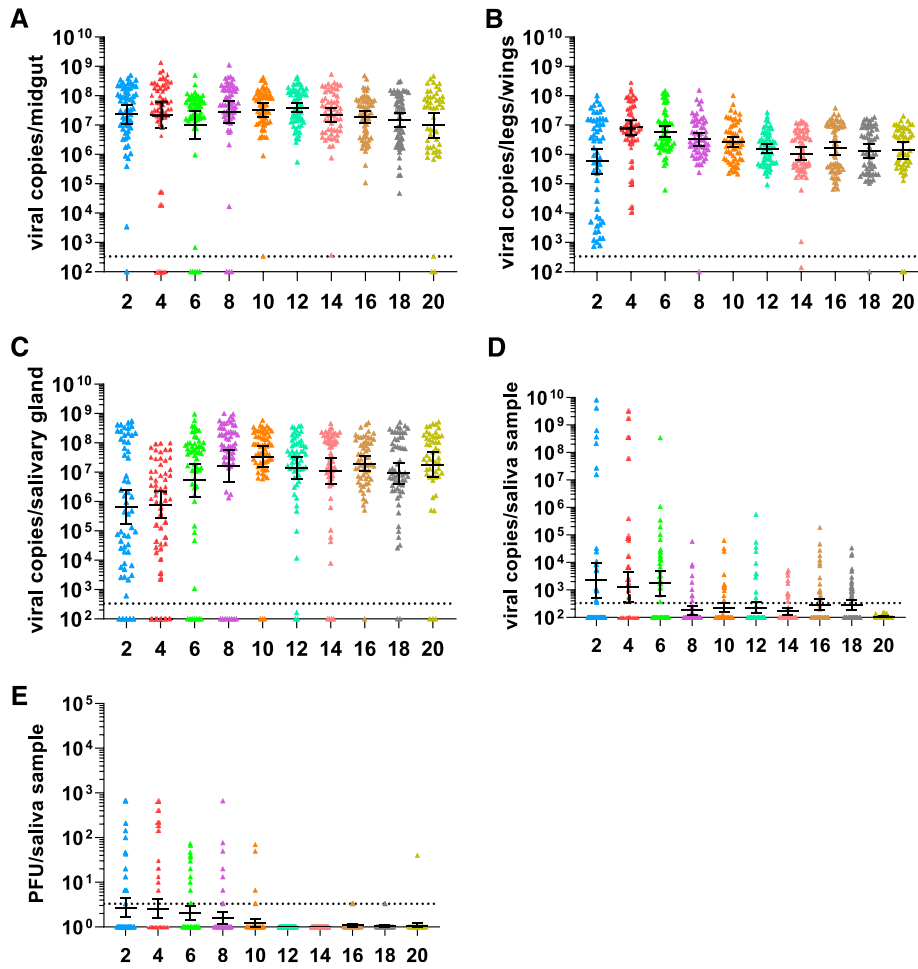 A
viral copies/midgut
10^10
10^9
10^8
10^7
10^6
10^5
10^4
10^3
10^2
2 4 6 8 10 12 14 16 18 20
B
viral copies/legs/wings
10^10
10^9
10^8
10^7
10^6
10^5
10^4
10^3
10^2
2 4 6 8 10 12 14 16 18 20
C
viral copies/salivary gland
10^10
10^9
10^8
10^7
10^6
10^5
10^4
10^3
10^2
2 4 6 8 10 12 14 16 18 20
D
viral copies/saliva sample
10^10
10^9
10^8
10^7
10^6
10^5
10^4
10^3
10^2
2 4 6 8 10 12 14 16 18 20
E
PFU/saliva sample
10^5
10^4
10^3
10^2
10^1
10^0
2 4 6 8 10 12 14 16 18 20